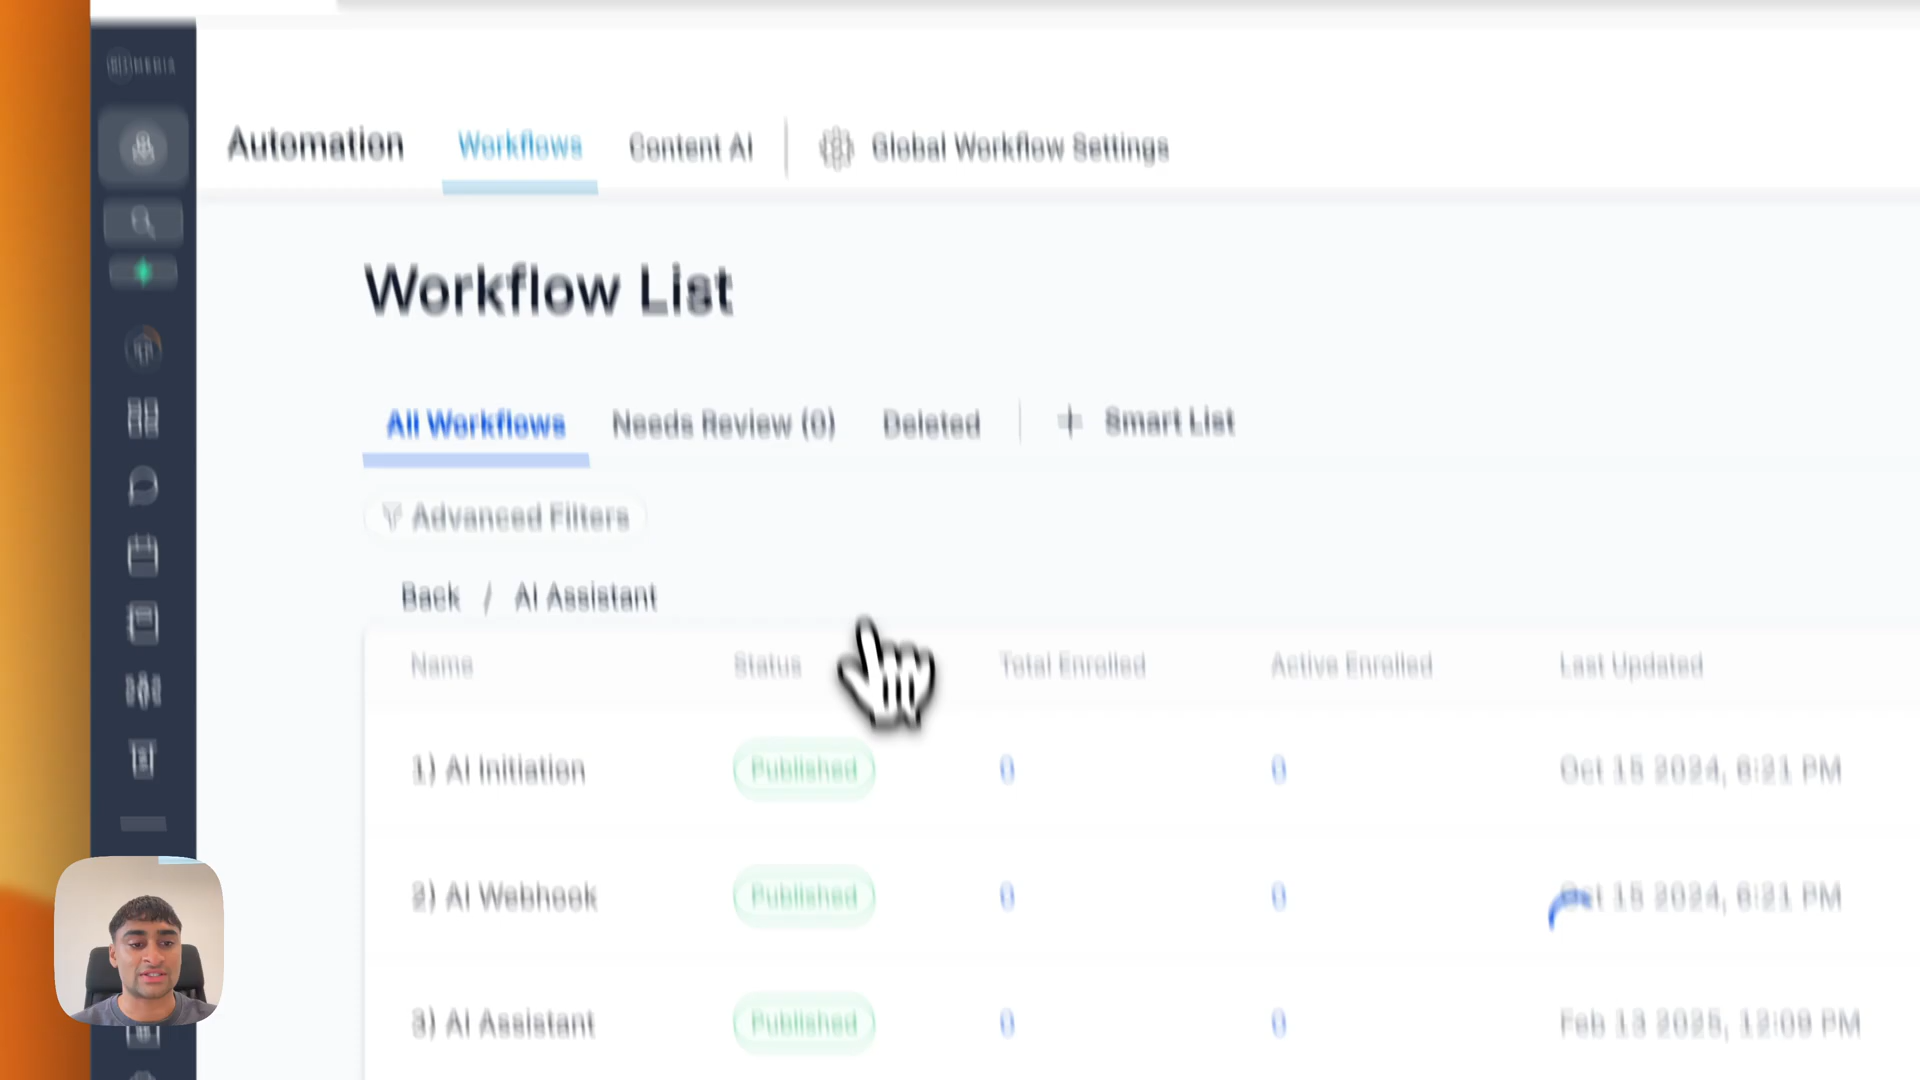 Automation
Workflows
Content AI
Global Workflow Settings
Workflow List
All Workflows
Needs Review (0)
Deleted
+ Smart List
Advanced Filters
Back / AI Assistant
Name Status Total Enrolled Active Enrolled Last Updated
1) AI Initiation Published 0 0 Oct 15 2024, 6:21 PM
2) AI Webhook Published 0 0 Oct 15 2024, 6:21 PM
3) AI Assistant Published 0 0 Feb 13 2025, 12:09 PM